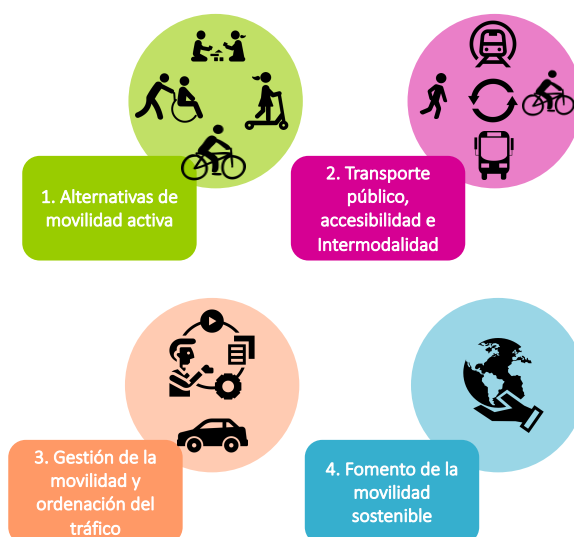 1. Alternativas de
movilidad activa
2. Transporte
público,
accesibilidad e
Intermodalidad
3. Gestión de la
movilidad y
ordenación del
tráfico
4. Fomento de la
movilidad
sostenible